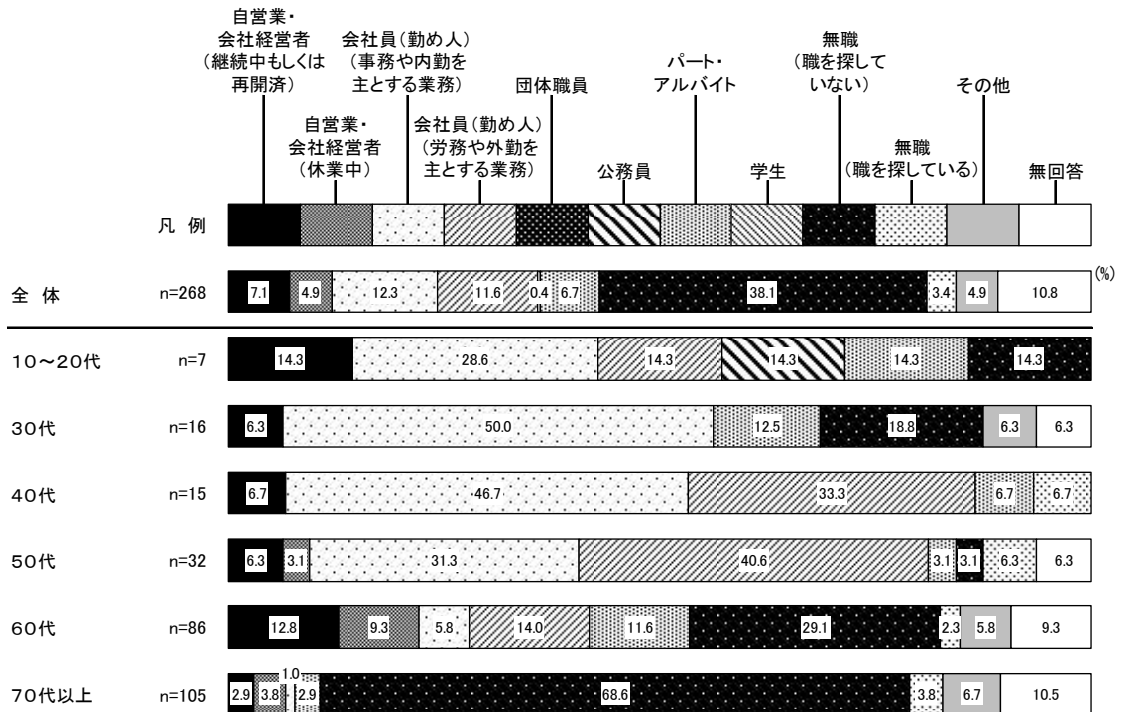 自営業・
会社経営者
(継続中もしくは
再開済)
会社員(勤め人)
(事務や内勤を
主とする業務)
団体職員
パート・
アルバイト
無職
(職を探して
いない)
その他
自営業・
会社経営者
(休業中)
会社員(勤め人)
(労務や外勤を
主とする業務)
公務員
学生
無職
(職を探している)
無回答
凡 例
(%)
全 体 n=268 7.1 4.9 12.3 11.6 0.4 6.7 38.1 3.4 4.9 10.8
10~20代 n=7 14.3 28.6 14.3 14.3 14.3 14.3
30代 n=16 6.3 50.0 12.5 18.8 6.3 6.3
40代 n=15 6.7 46.7 33.3 6.7 6.7
50代 n=32 6.3 3.1 31.3 40.6 3.1 3.1 6.3 6.3
60代 n=86 12.8 9.3 5.8 14.0 11.6 29.1 2.3 5.8 9.3
70代以上 n=105 2.9 3.8 1.0 2.9 68.6 3.8 6.7 10.5